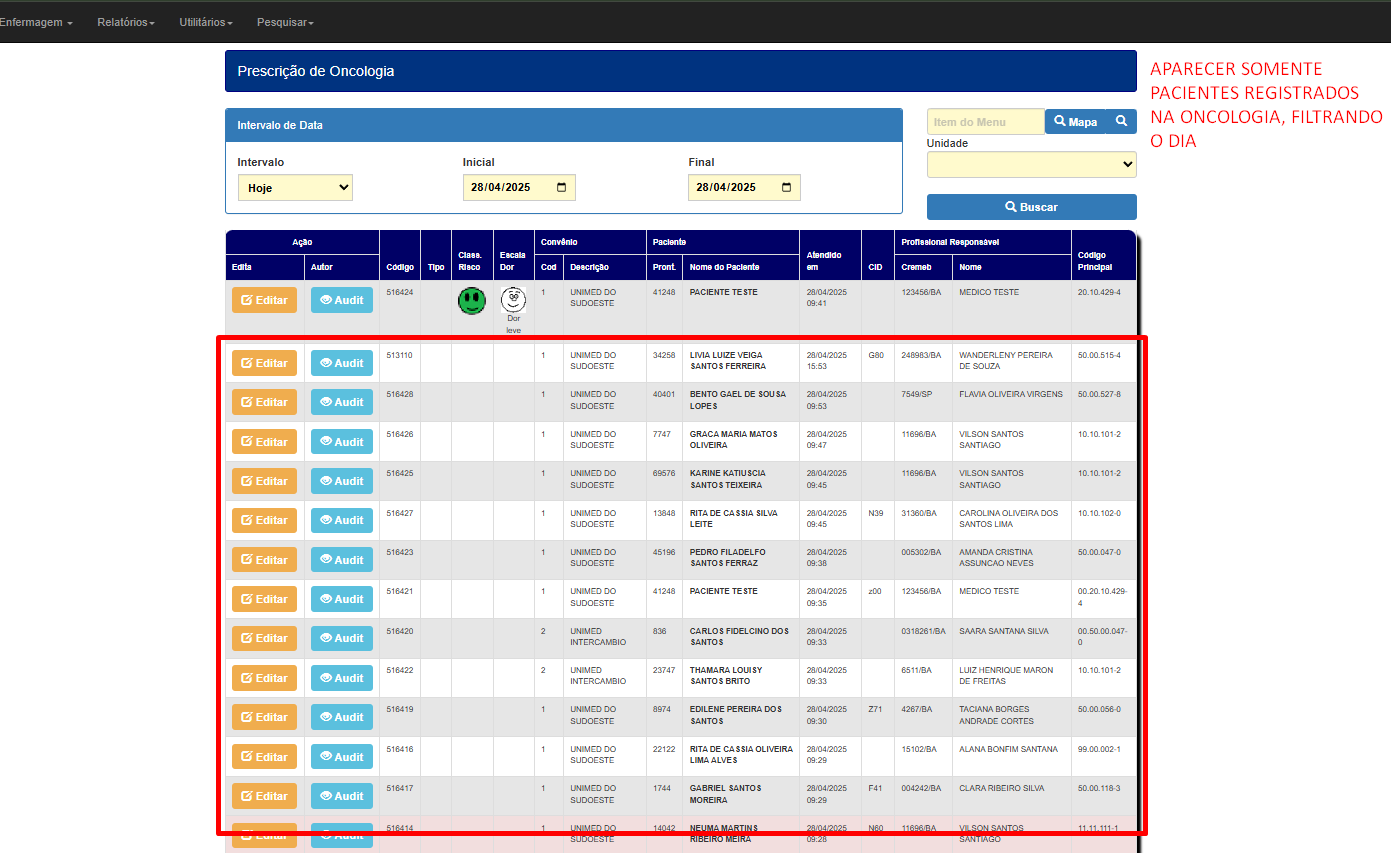 Enfermagem Relatórios Utilitários Pesquisar
Prescrição de Oncologia
APARECER SOMENTE
PACIENTES REGISTRADOS
NA ONCOLOGIA, FILTRANDO
O DIA
Intervalo de Data
Item do Menu Mapa
Unidade
Intervalo Inicial Final
Hoje 28/04/2025 28/04/2025
Buscar
Ação Código Tipo Class. Risco Escala Dor Convênio Paciente Atendido em CID Profissional Responsável Código Principal
Edita Autor Cod Descrição Pront. Nome do Paciente Cremeb Nome
Editar Audit 516424 Dor leve 1 UNIMED DO SUDOESTE 41248 PACIENTE TESTE 28/04/2025 09:41 123456/BA MEDICO TESTE 20.10.429-4
Editar Audit 513110 1 UNIMED DO SUDOESTE 34258 LIVIA LUIZE VEIGA SANTOS FERREIRA 28/04/2025 15:53 G80 248983/BA WANDERLENY PEREIRA DE SOUZA 50.00.515-4
Editar Audit 516428 1 UNIMED DO SUDOESTE 40401 BENTO GAEL DE SOUSA LOPES 28/04/2025 09:53 7549/SP FLAVIA OLIVEIRA VIRGENS 50.00.527-8
Editar Audit 516426 1 UNIMED DO SUDOESTE 7747 GRACA MARIA MATOS OLIVEIRA 28/04/2025 09:47 11696/BA VILSON SANTOS SANTIAGO 10.10.101-2
Editar Audit 516425 1 UNIMED DO SUDOESTE 69576 KARINE KATIUSCIA SANTOS TEIXEIRA 28/04/2025 09:45 11696/BA VILSON SANTOS SANTIAGO 10.10.101-2
Editar Audit 516427 1 UNIMED DO SUDOESTE 13848 RITA DE CASSIA SILVA LEITE 28/04/2025 09:45 N39 31360/BA CAROLINA OLIVEIRA DOS SANTOS LIMA 10.10.102-0
Editar Audit 516423 1 UNIMED DO SUDOESTE 45196 PEDRO FILADELFO SANTOS FERRAZ 28/04/2025 09:38 005302/BA AMANDA CRISTINA ASSUNCAO NEVES 50.00.047-0
Editar Audit 516421 1 UNIMED DO SUDOESTE 41248 PACIENTE TESTE 28/04/2025 09:35 z00 123456/BA MEDICO TESTE 00.20.10.429-4
Editar Audit 516420 2 UNIMED INTERCAMBIO 836 CARLOS FIDELCINO DOS SANTOS 28/04/2025 09:33 0318261/BA SAARA SANTANA SILVA 00.50.00.047-0
Editar Audit 516422 2 UNIMED INTERCAMBIO 23747 THAMARA LOUISY SANTOS BRITO 28/04/2025 09:33 6511/BA LUIZ HENRIQUE MARON DE FREITAS 10.10.101-2
Editar Audit 516419 1 UNIMED DO SUDOESTE 8974 EDILENE PEREIRA DOS SANTOS 28/04/2025 09:30 Z71 4267/BA TACIANA BORGES ANDRADE CORTES 50.00.056-0
Editar Audit 516416 1 UNIMED DO SUDOESTE 22122 RITA DE CASSIA OLIVEIRA LIMA ALVES 28/04/2025 09:29 15102/BA ALANA BONFIM SANTANA 99.00.002-1
Editar Audit 516417 1 UNIMED DO SUDOESTE 1744 GABRIEL SANTOS MOREIRA 28/04/2025 09:29 F41 004242/BA CLARA RIBEIRO SILVA 50.00.118-3
Editar Audit 516414 1 UNIMED DO SUDOESTE 14042 NEUMA MARTINS RIBEIRO MEIRA 28/04/2025 09:28 N60 11696/BA VILSON SANTOS SANTIAGO 11.11.111-1